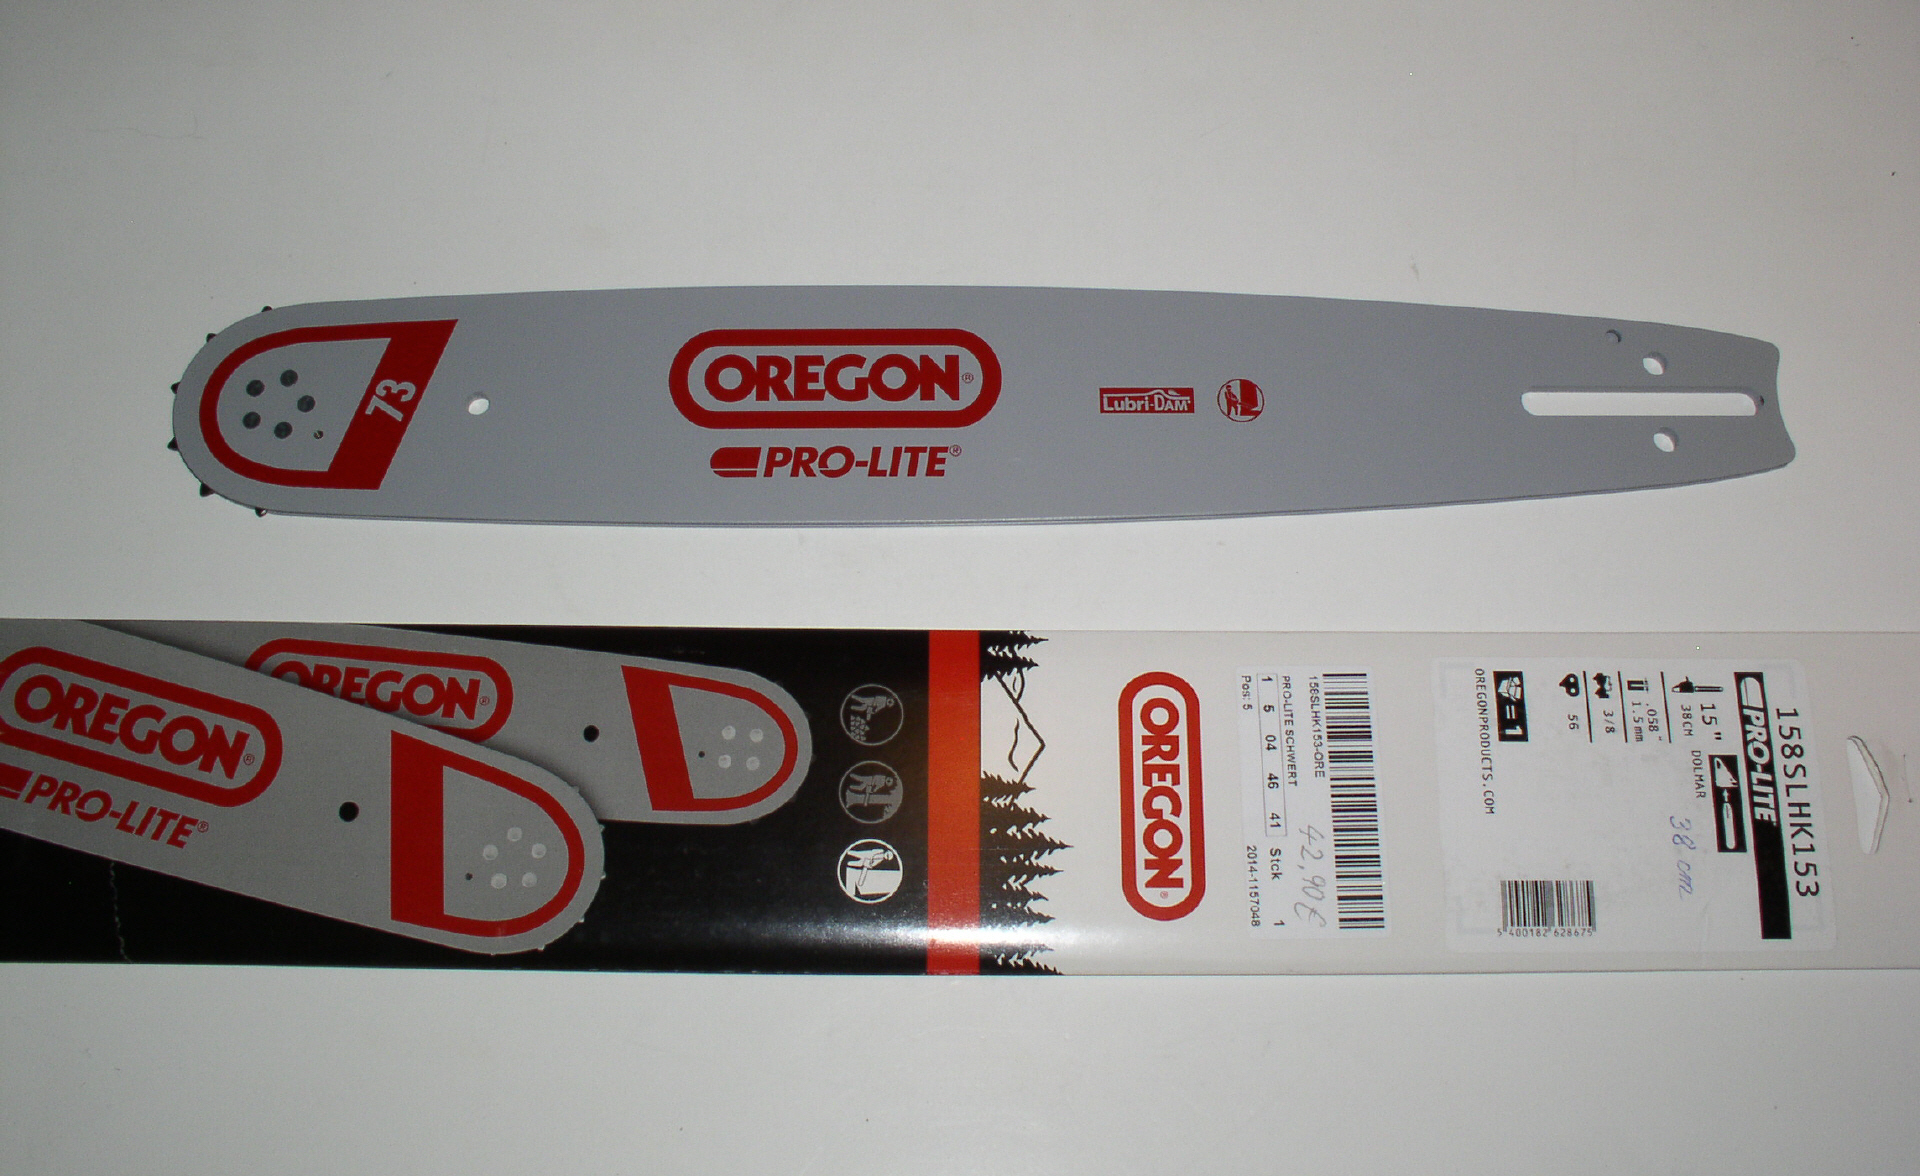 73
OREGON®
PRO-LITE®
Lubri-DAM
OREGON®
PRO-LITE®
OREGON®
OREGON®
158SLHK153-ORE
PRO-LITE SCHWERT
1 5 04 46 41 Stck 1
Pos: 5 2014-1157048
42,90€
158SLHK153
PRO-LITE
15"
38CM DOLMAR
38 cm
.058"
1.5mm
3/8
56
=1
OREGONPRODUCTS.COM
5 400182 628675